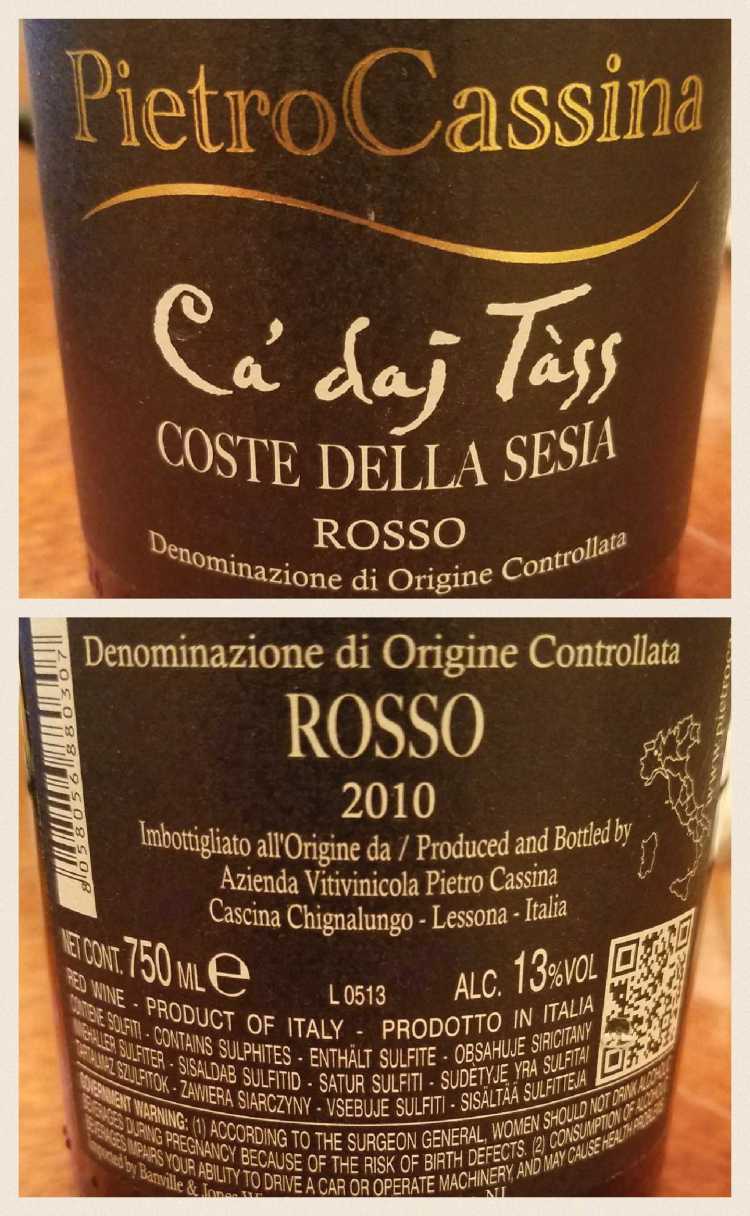 PietroCassina
Ca' daj Tàss
COSTE DELLA SESIA
ROSSO
Denominazione di Origine Controllata
Denominazione di Origine Controllata
ROSSO
2010
Imbottigliato all'Origine da / Produced and Bottled by
Azienda Vitivinicola Pietro Cassina
Cascina Chignalungo - Lessona - Italia
8058056880307
NET CONT. 750 ML e L 0513 ALC. 13%VOL
RED WINE - PRODUCT OF ITALY - PRODOTTO IN ITALIA
CONTIENE SOLFITI - CONTAINS SULPHITES - ENTHÄLT SULFITE - OBSAHUJE SIRICITANY
INNEHÅLLER SULFITER - SISALDAB SULFITID - SATUR SULFITI - SUDĖTYJE YRA SULFITAI
TARTALMAZ SZULFITOK - ZAWIERA SIARCZYNY - VSEBUJE SULFITI - SISÄLTÄÄ SULFITTEJA
GOVERNMENT WARNING: (1) ACCORDING TO THE SURGEON GENERAL, WOMEN SHOULD NOT DRINK ALCOHOLIC
BEVERAGES DURING PREGNANCY BECAUSE OF THE RISK OF BIRTH DEFECTS. (2) CONSUMPTION OF ALCOHOLIC
BEVERAGES IMPAIRS YOUR ABILITY TO DRIVE A CAR OR OPERATE MACHINERY, AND MAY CAUSE HEALTH PROBLEMS
Imported by Banville & Jones NJ